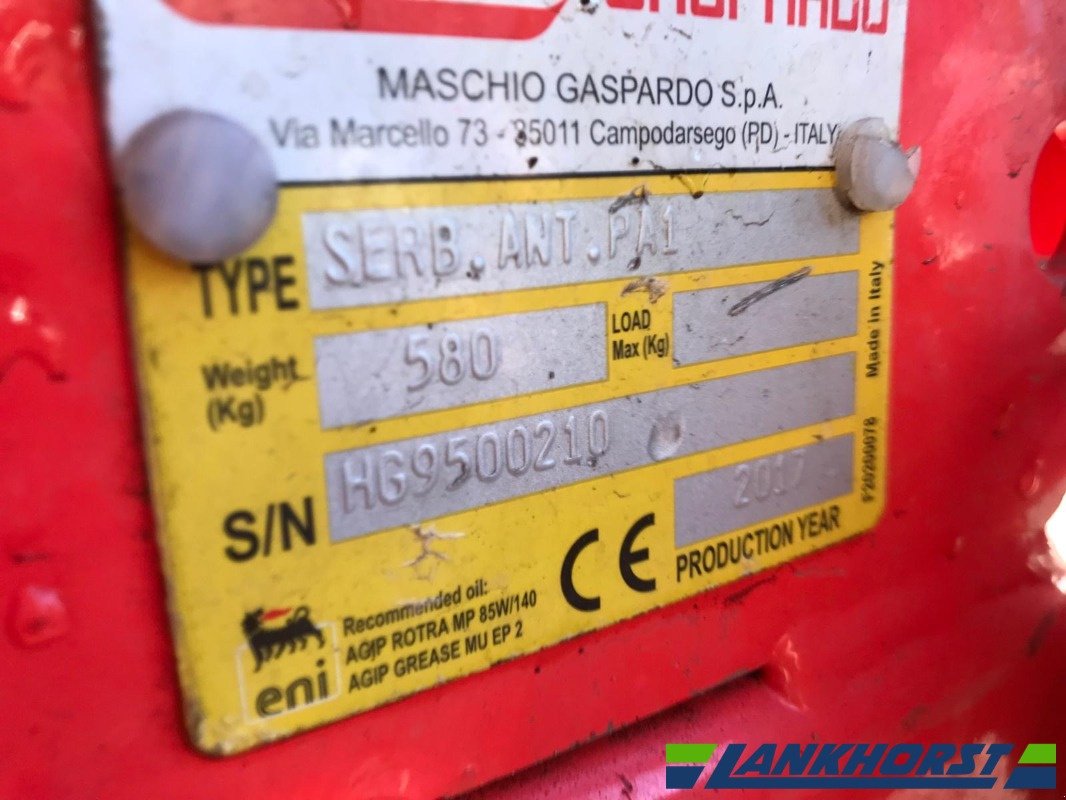 MASCHIO GASPARDO S.p.A.
Via Marcello 73 - 35011 Campodarsego (PD) - ITALY
TYPE SERB.ANT.PA1
Weight (Kg) 580 LOAD Max (Kg)
S/N HG9500210
2017
PRODUCTION YEAR
CE
Made in Italy
F20200078
Recommended oil:
AGIP ROTRA MP 85W/140
AGIP GREASE MU EP 2
eni
LANKHORST